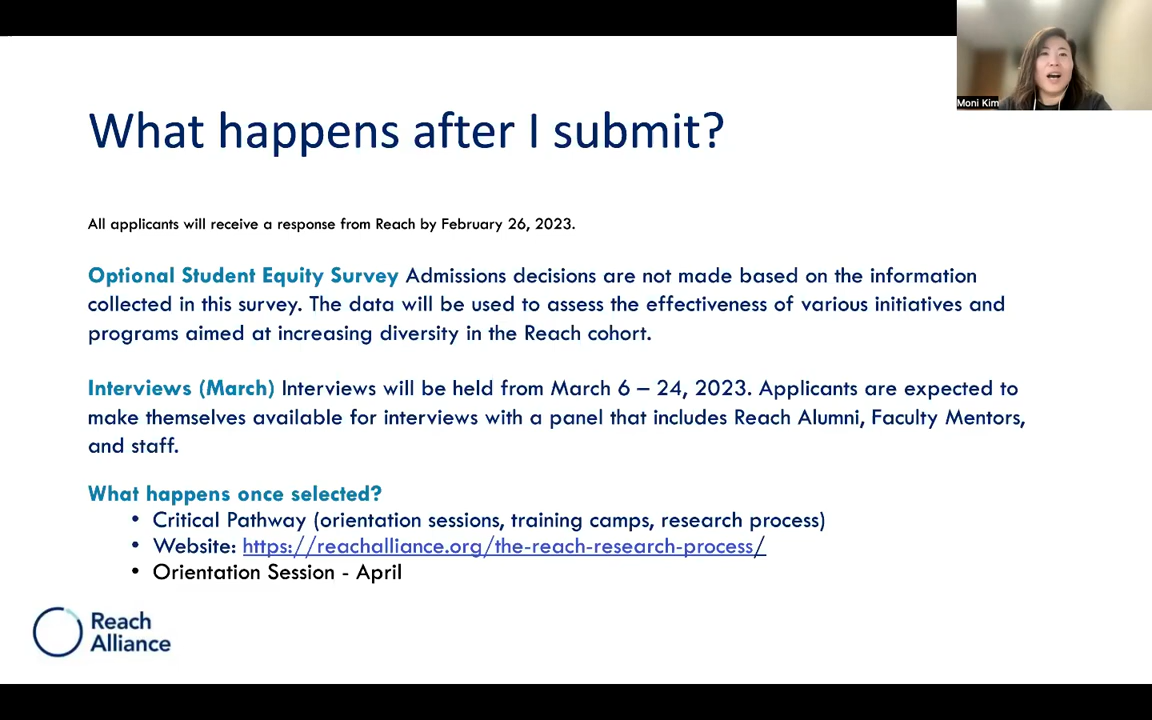 Moni Kim
What happens after I submit?
All applicants will receive a response from Reach by February 26, 2023.
Optional Student Equity Survey Admissions decisions are not made based on the information
collected in this survey. The data will be used to assess the effectiveness of various initiatives and
programs aimed at increasing diversity in the Reach cohort.
Interviews (March) Interviews will be held from March 6 – 24, 2023. Applicants are expected to
make themselves available for interviews with a panel that includes Reach Alumni, Faculty Mentors,
and staff.
What happens once selected?
• Critical Pathway (orientation sessions, training camps, research process)
• Website: https://reachalliance.org/the-reach-research-process/
• Orientation Session - April
Reach
Alliance